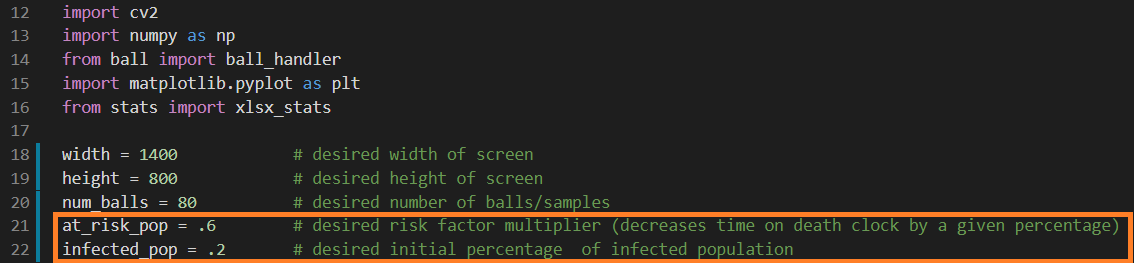 12 import cv2
13 import numpy as np
14 from ball import ball_handler
15 import matplotlib.pyplot as plt
16 from stats import xlsx_stats
17
18 width = 1400 # desired width of screen
19 height = 800 # desired height of screen
20 num_balls = 80 # desired number of balls/samples
21 at_risk_pop = .6 # desired risk factor multiplier (decreases time on death clock by a given percentage)
22 infected_pop = .2 # desired initial percentage  of infected population